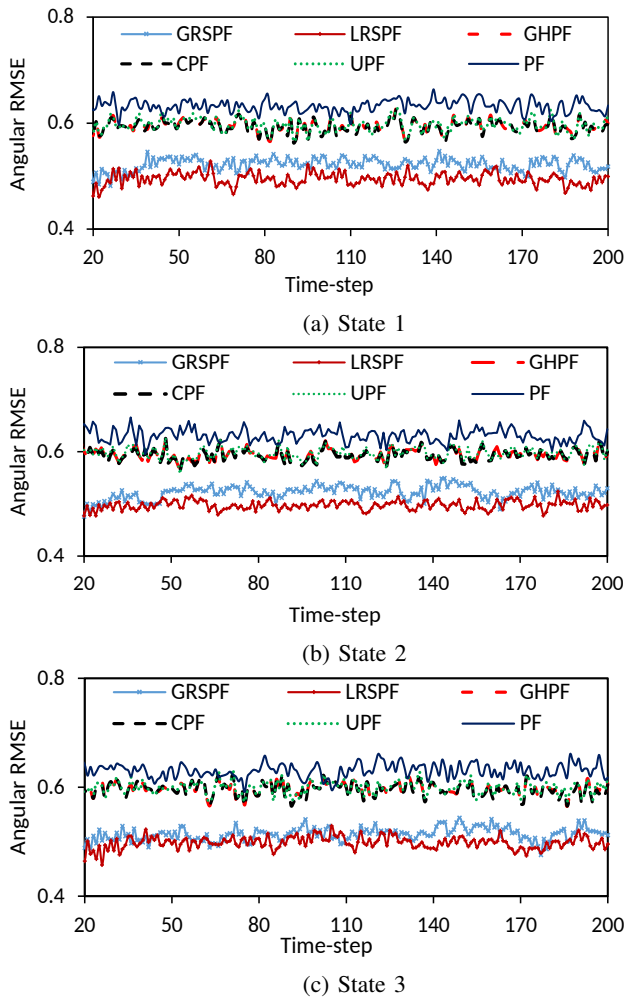 0.8
GRSPF LRSPF GHPF
CPF UPF PF
0.6
0.4
Angular RMSE
20 50 80 110 140 170 200
Time-step
(a) State 1
0.8
GRSPF LRSPF GHPF
CPF UPF PF
0.6
0.4
Angular RMSE
20 50 80 110 140 170 200
Time-step
(b) State 2
0.8
GRSPF LRSPF GHPF
CPF UPF PF
0.6
0.4
Angular RMSE
20 50 80 110 140 170 200
Time-step
(c) State 3